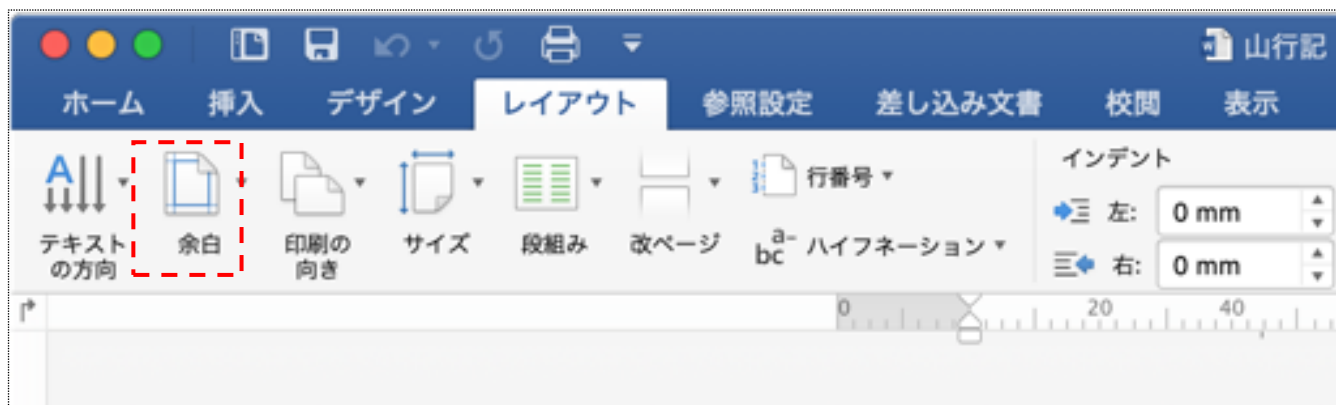 山行記
ホーム 挿入 デザイン レイアウト 参照設定 差し込み文書 校閲 表示
テキスト
の方向
余白
印刷の
向き
サイズ
段組み
改ページ
行番号
ハイフネーション
インデント
左: 0 mm
右: 0 mm
0 20 40